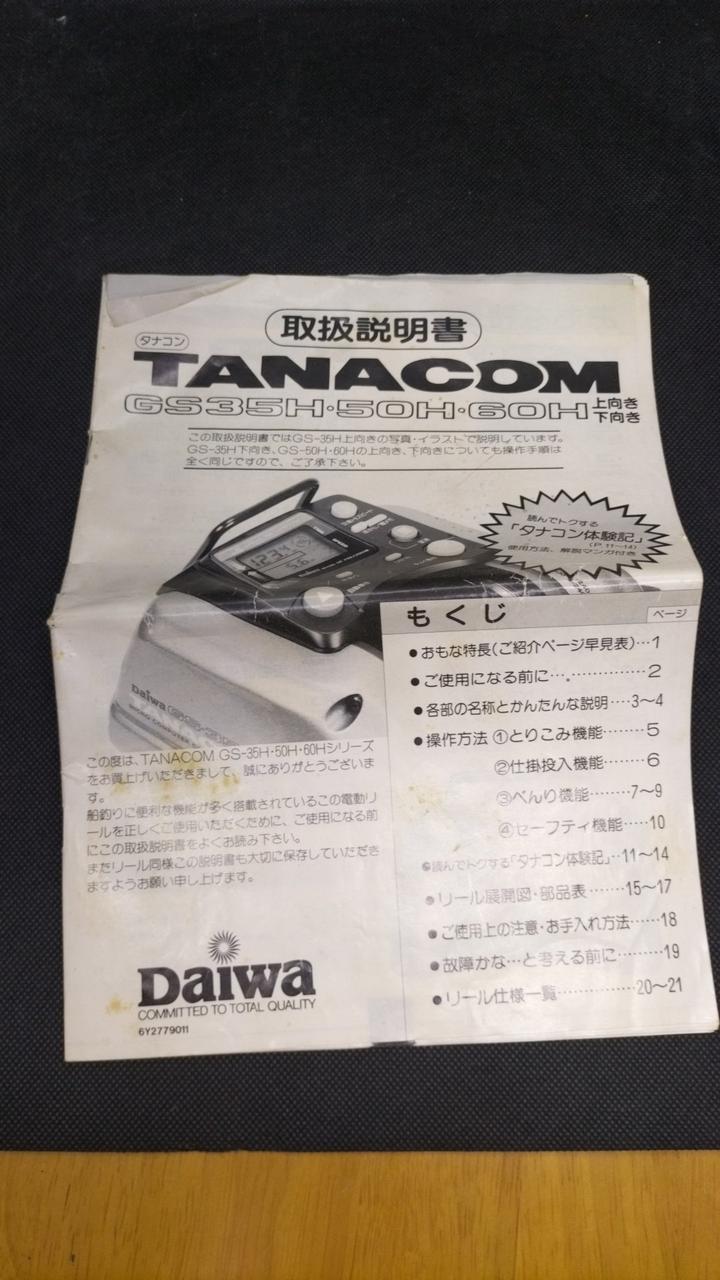 取扱説明書
タナコン
TANACOM
GS35H·50H·60H 上向き 下向き
この取扱説明書ではGS-35H上向きの写真・イラストで説明しています。
GS-35H下向き、GS-50H・60Hの上向き、下向きについても操作手順は
全く同じですので、ご了承下さい。
読んでトクする
「タナコン体験記」
(P.11〜14)
使用方法、解説マンガ付き
Daiwa
もくじ
ページ
●おもな特長(ご紹介ページ早見表)…1
●ご使用になる前に…………2
●各部の名称とかんたんな説明‥‥3〜4
●操作方法 ①とりこみ機能……5
②仕掛投入機能……6
③べんり機能……7〜9
④セーフティ機能……10
●読んでトクする「タナコン体験記」‥11〜14
●リール展開図・部品表……15〜17
●ご使用上の注意・お手入れ方法……18
●故障かな…と考える前に………19
●リール仕様一覧…………20〜21
この度は、TANACOM GS-35H・50H・60Hシリーズ
をお買上げいただきまして、誠にありがとうございま
す。
船釣りに便利な機能が多く搭載されているこの電動リ
ールを正しくご使用いただくために、ご使用になる前
にこの取扱説明書をよくお読み下さい。
またリール同様この説明書も大切に保存していただき
ますようお願い申し上げます。
Daiwa
COMMITTED TO TOTAL QUALITY
6Y2779011